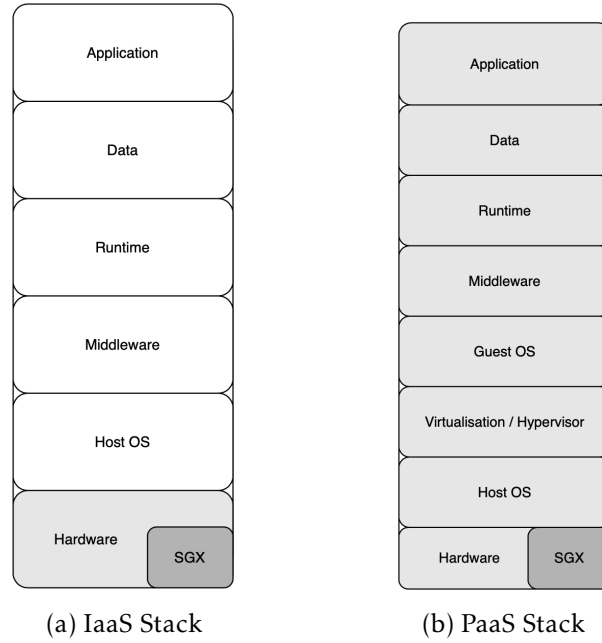 Application
Data
Runtime
Middleware
Host OS
Hardware
SGX
(a) IaaS Stack
Application
Data
Runtime
Middleware
Guest OS
Virtualisation / Hypervisor
Host OS
Hardware
SGX
(b) PaaS Stack